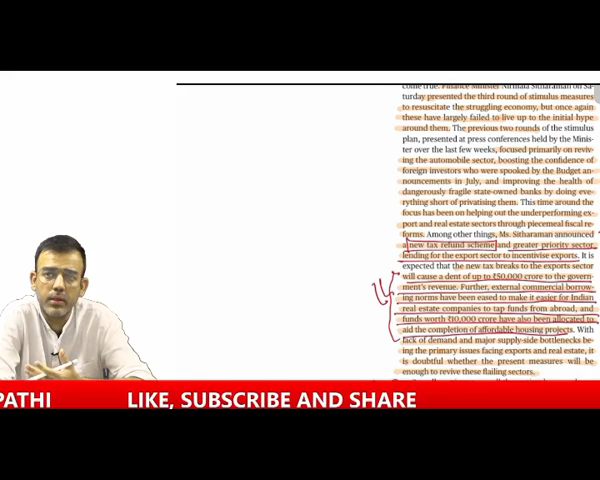 come true. Finance Minister Nirmala Sitharaman on Sa-
turday presented the third round of stimulus measures
to resuscitate the struggling economy, but once again
these have largely failed to live up to the initial hype
around them. The previous two rounds of the stimulus
plan, presented at press conferences held by the Minis-
ter over the last few weeks, focused primarily on reviv-
ing the automobile sector, boosting the confidence of
foreign investors who were spooked by the Budget an-
nouncements in July, and improving the health of
dangerously fragile state-owned banks by doing eve-
rything short of privatising them. This time around the
focus has been on helping out the underperforming ex-
port and real estate sectors through piecemeal fiscal re-
forms. Among other things, Ms. Sitharaman announced
a new tax refund scheme and greater priority sector
lending for the export sector to incentivise exports. It is
expected that the new tax breaks to the exports sector
will cause a dent of up to ₹50,000 crore to the govern-
ment's revenue. Further, external commercial borrow-
ing norms have been eased to make it easier for Indian
real estate companies to tap funds from abroad, and
funds worth ₹10,000 crore have also been allocated to
aid the completion of affordable housing projects. With
lack of demand and major supply-side bottlenecks be-
ing the primary issues facing exports and real estate, it
is doubtful whether the present measures will be
enough to revive these flailing sectors.
PATHI LIKE, SUBSCRIBE AND SHARE